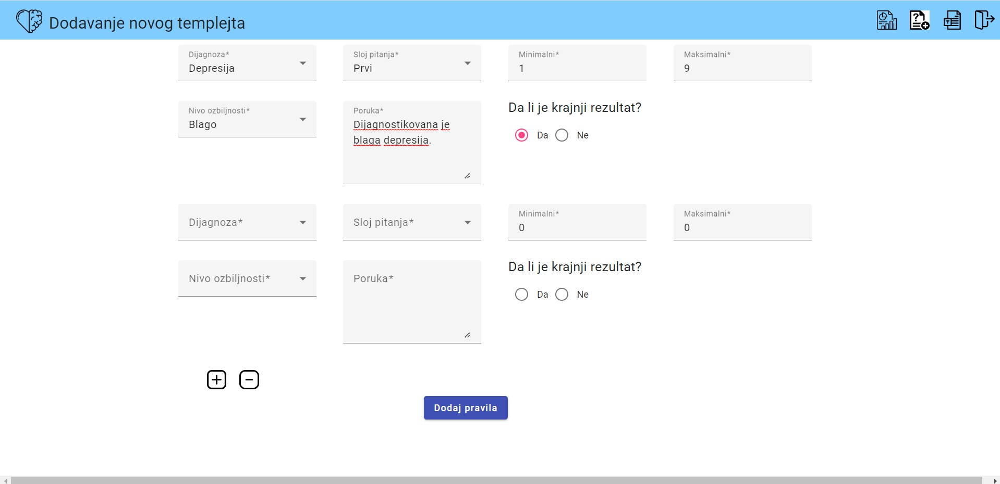 Dodavanje novog templejta
Dijagnoza*
Depresija
Sloj pitanja*
Prvi
Minimalni*
1
Maksimalni*
9
Nivo ozbiljnosti*
Blago
Poruka*
Dijagnostikovana je
blaga depresija.
Da li je krajnji rezultat?
Da
Ne
Dijagnoza*
Sloj pitanja*
Minimalni*
0
Maksimalni*
0
Nivo ozbiljnosti*
Poruka*
Da li je krajnji rezultat?
Da
Ne
Dodaj pravila